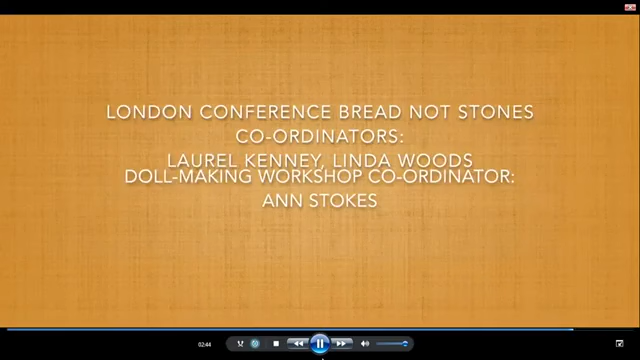 LONDON CONFERENCE BREAD NOT STONES
CO-ORDINATORS:
LAUREL KENNEY, LINDA WOODS
DOLL-MAKING WORKSHOP CO-ORDINATOR:
ANN STOKES
02:44